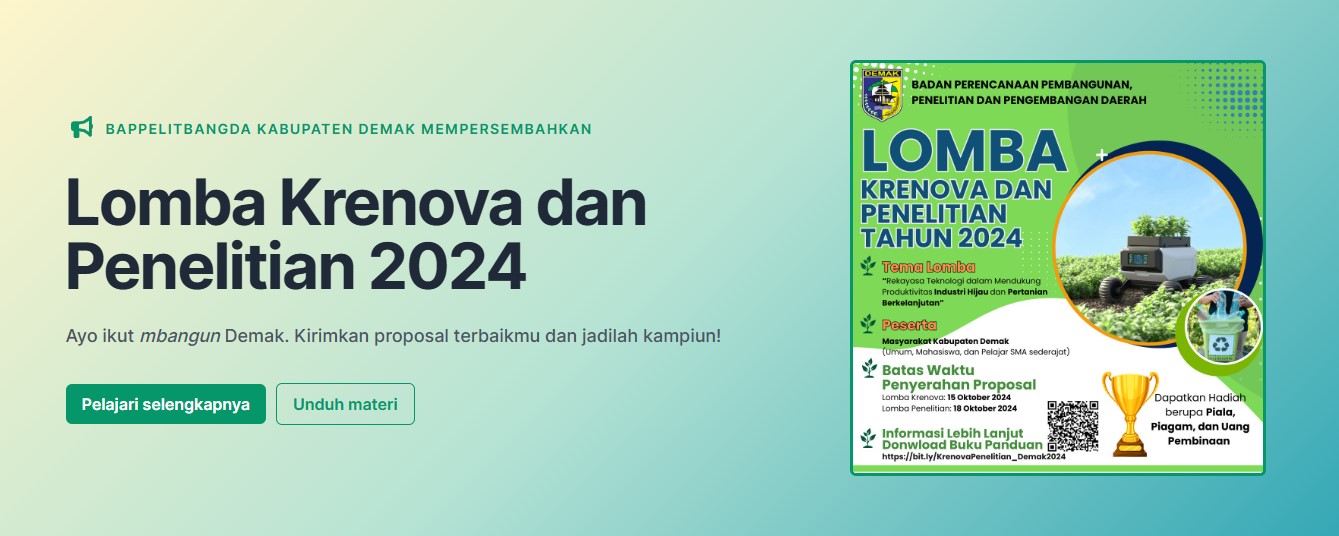 BAPPELITBANGDA KABUPATEN DEMAK MEMPERSEMBAHKAN
Lomba Krenova dan
Penelitian 2024
Ayo ikut mbangun Demak. Kirimkan proposal terbaikmu dan jadilah kampiun!
Pelajari selengkapnya
Unduh materi
DEMAK
BADAN PERENCANAAN PEMBANGUNAN,
PENELITIAN DAN PENGEMBANGAN DAERAH
LOMBA
KRENOVA DAN
PENELITIAN
TAHUN 2024
Tema Lomba
"Rekayasa Teknologi dalam Mendukung
Produktivitas Industri Hijau dan Pertanian
Berkelanjutan"
Peserta
Masyarakat Kabupaten Demak
(Umum, Mahasiswa, dan Pelajar SMA sederajat)
Batas Waktu
Penyerahan Proposal
Lomba Krenova: 15 Oktober 2024
Lomba Penelitian: 18 Oktober 2024
Informasi Lebih Lanjut
Donwload Buku Panduan
https://bit.ly/KrenovaPenelitian_Demak2024
Dapatkan Hadiah
berupa Piala,
Piagam, dan Uang
Pembinaan